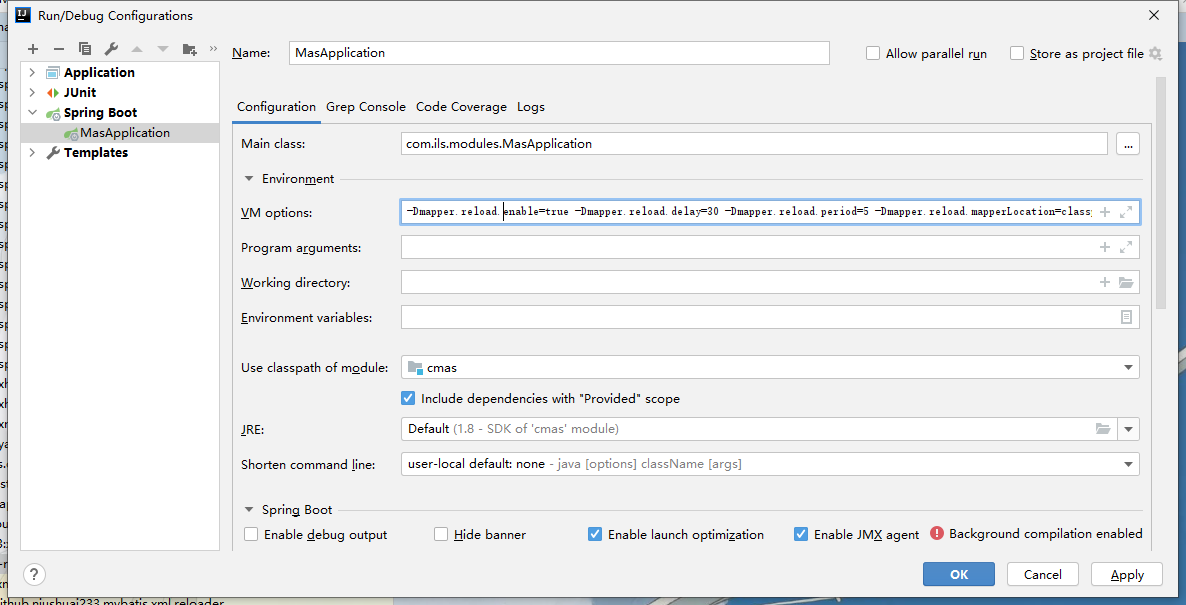 Run/Debug Configurations
Name: MasApplication Allow parallel run Store as project file
Application
JUnit
Spring Boot
MasApplication
Templates
Configuration Grep Console Code Coverage Logs
Main class: com.ils.modules.MasApplication ...
Environment
VM options: -Dmapper.reload.enable=true -Dmapper.reload.delay=30 -Dmapper.reload.period=5 -Dmapper.reload.mapperLocation=class
Program arguments:
Working directory:
Environment variables:
Use classpath of module: cmas
Include dependencies with "Provided" scope
JRE: Default (1.8 - SDK of 'cmas' module)
Shorten command line: user-local default: none - java [options] className [args]
Spring Boot
Enable debug output Hide banner Enable launch optimization Enable JMX agent Background compilation enabled
? OK Cancel Apply